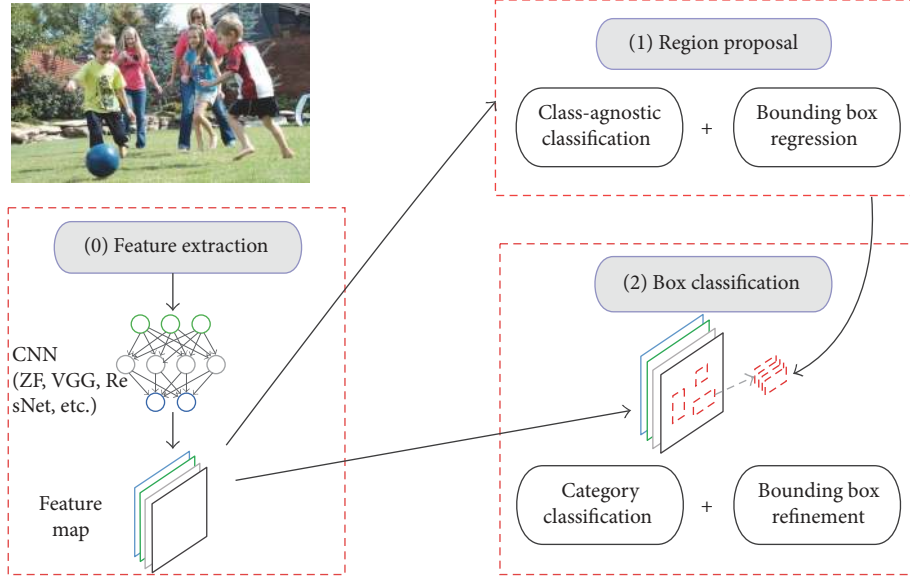 (0) Feature extraction
CNN
(ZF, VGG, Re
sNet, etc.)
Feature
map
(1) Region proposal
Class-agnostic
classification
+
Bounding box
regression
(2) Box classification
Category
classification
+
Bounding box
refinement